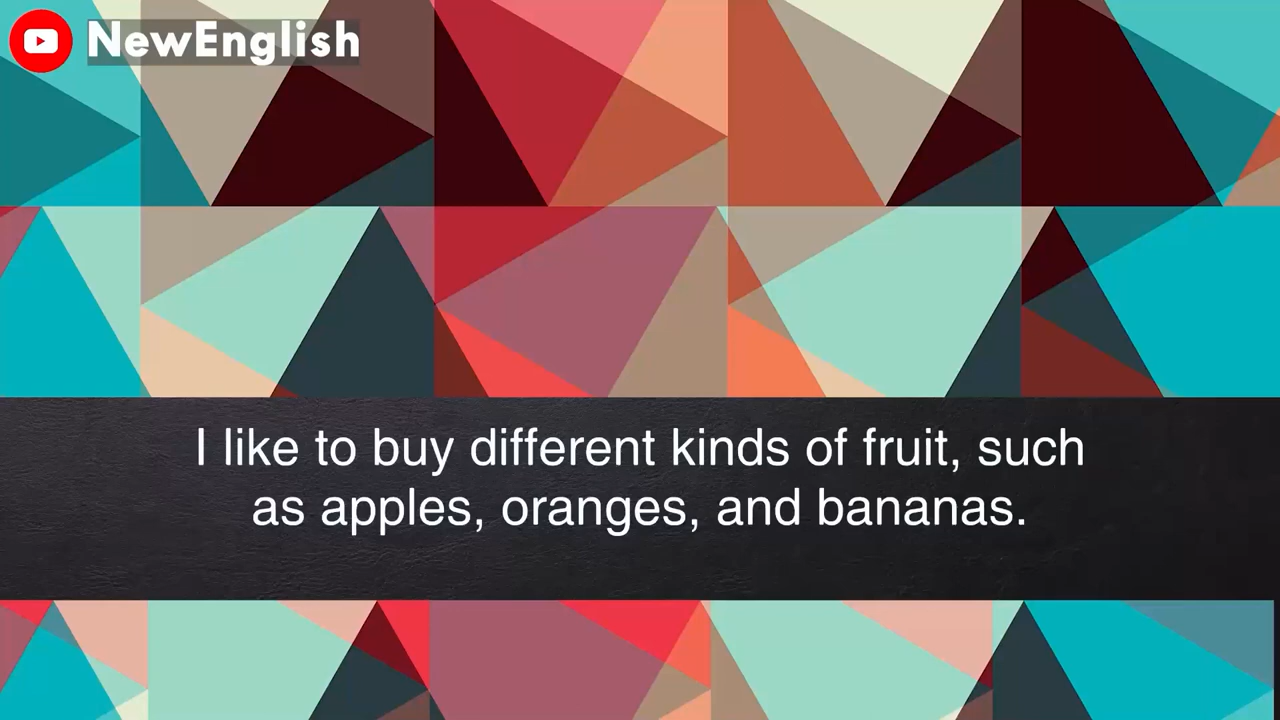 NewEnglish
I like to buy different kinds of fruit, such
as apples, oranges, and bananas.